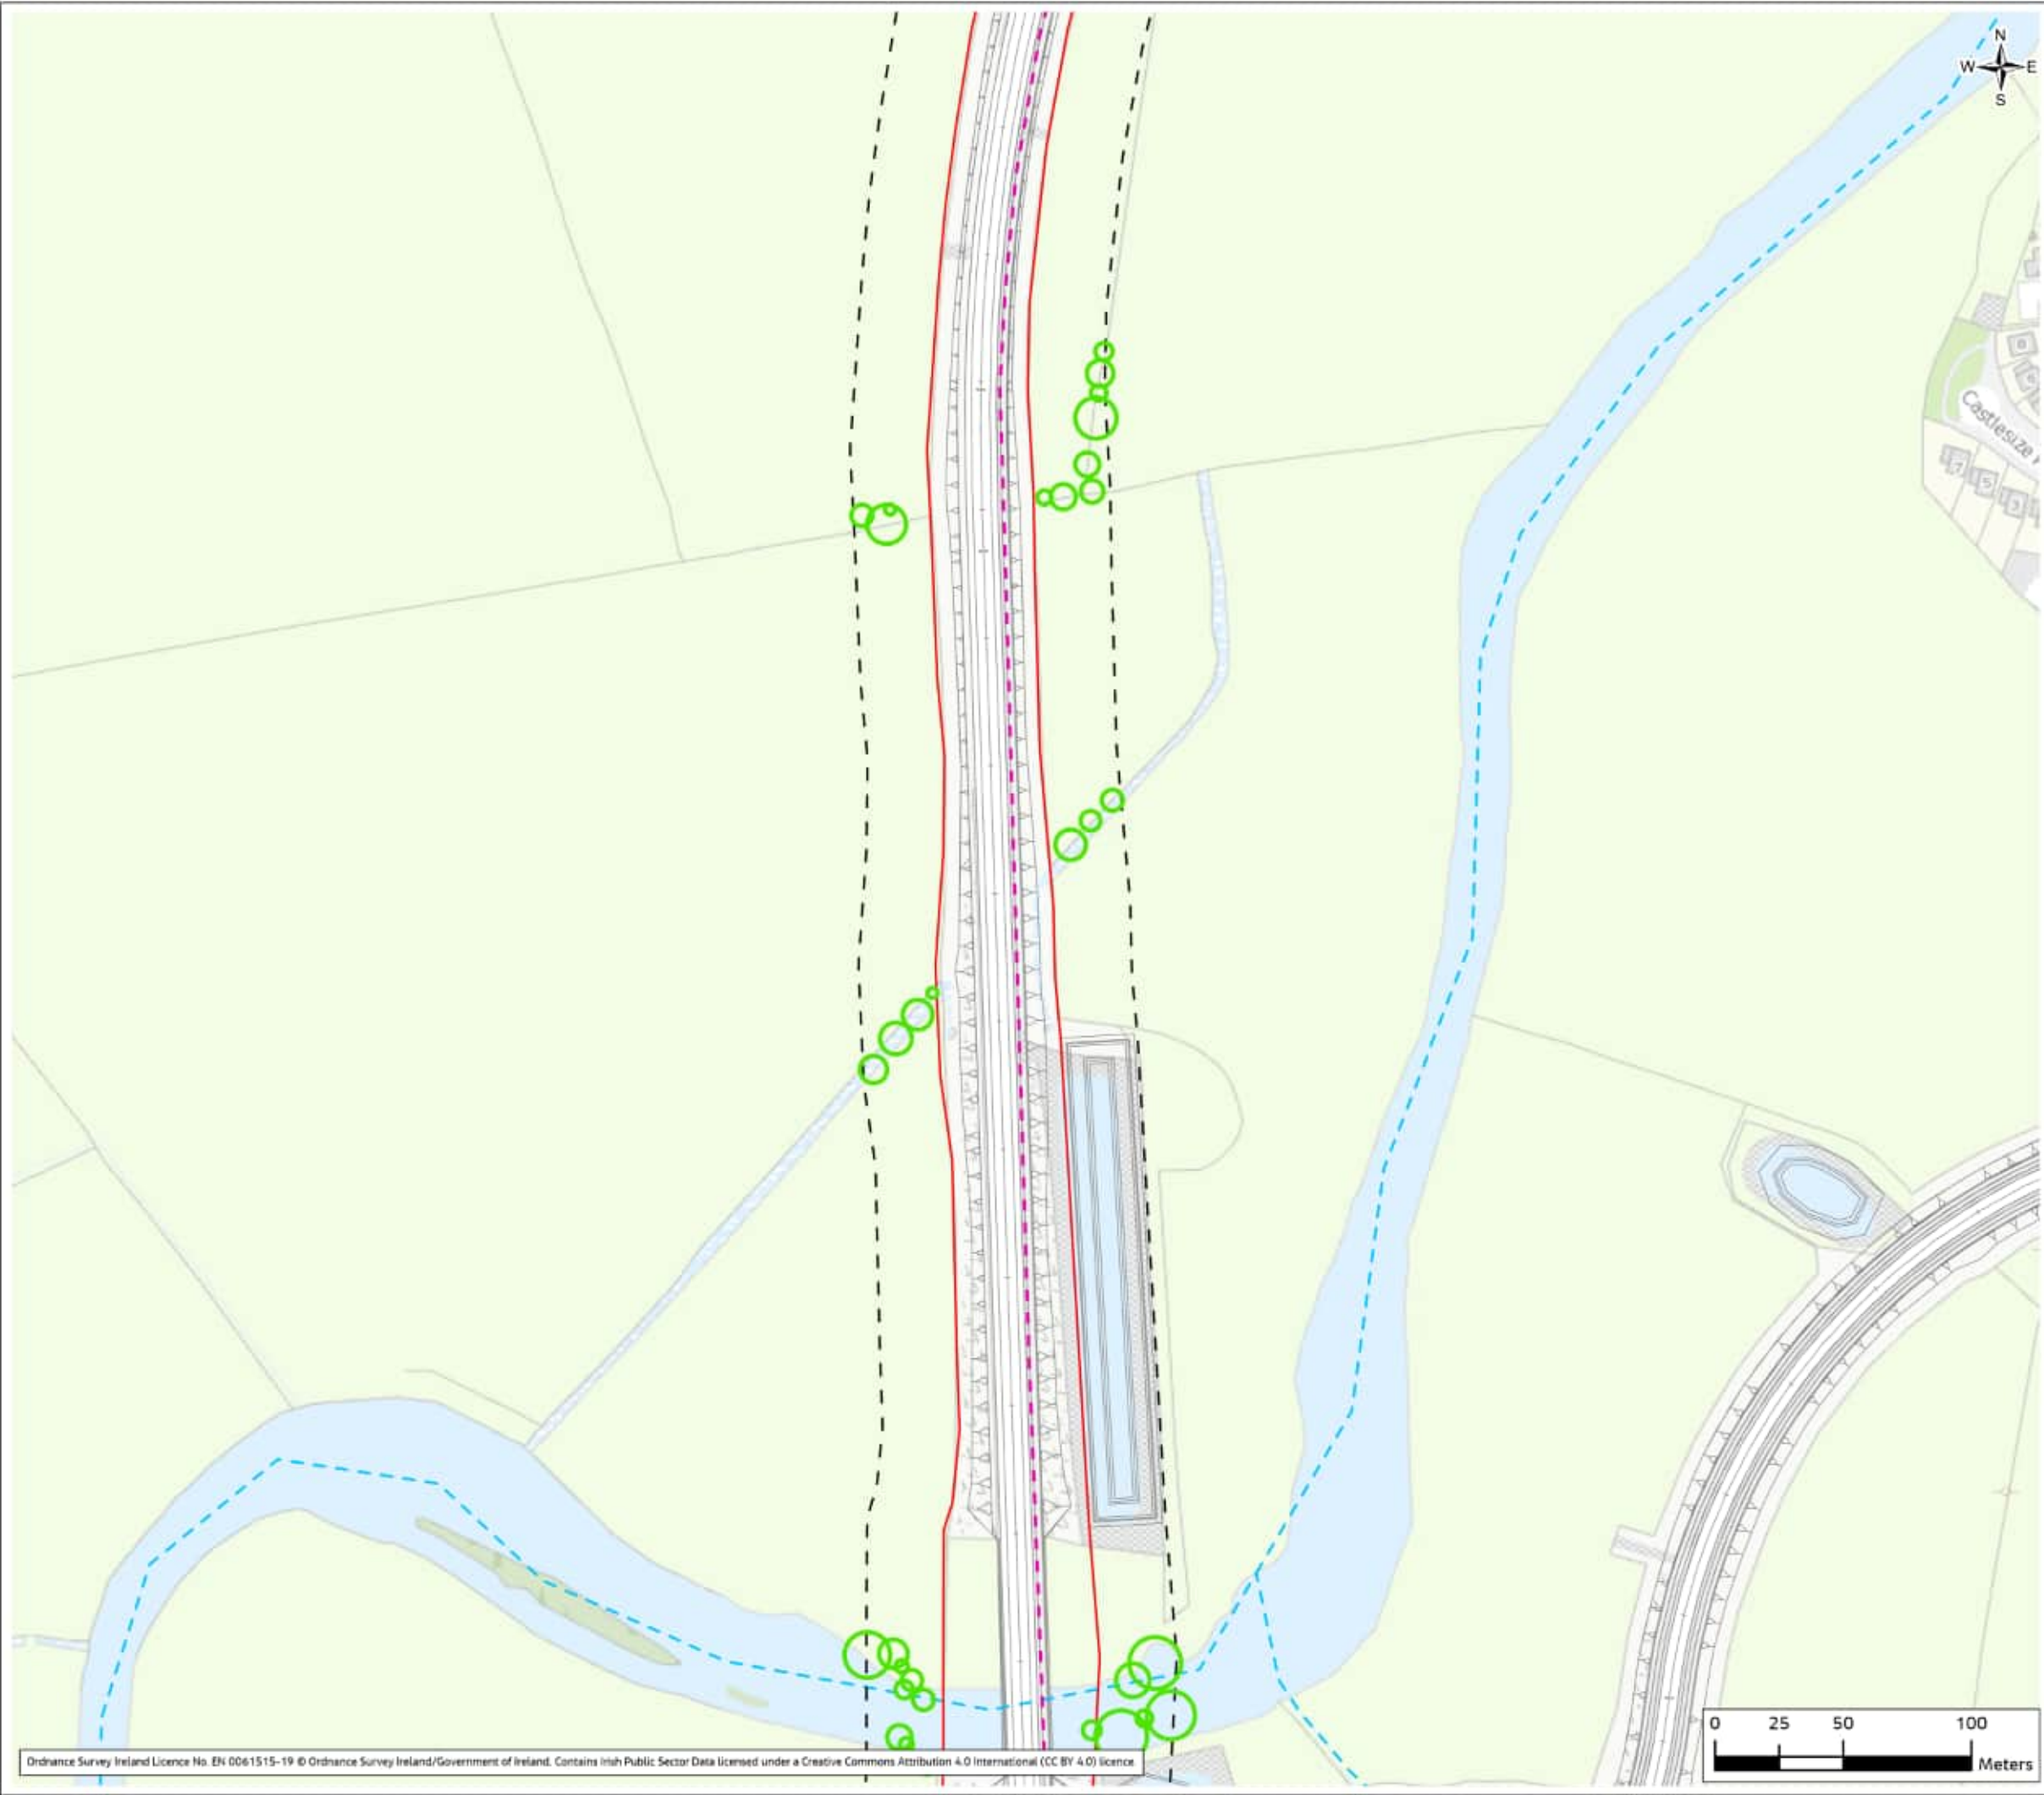 N
W E
S
Castlesize
7
5
3
0 25 50 100
Meters
Ordnance Survey Ireland Licence No. EN 0061515-19 © Ordnance Survey Ireland/Government of Ireland. Contains Irish Public Sector Data licensed under a Creative Commons Attribution 4.0 International (CC BY 4.0) licence